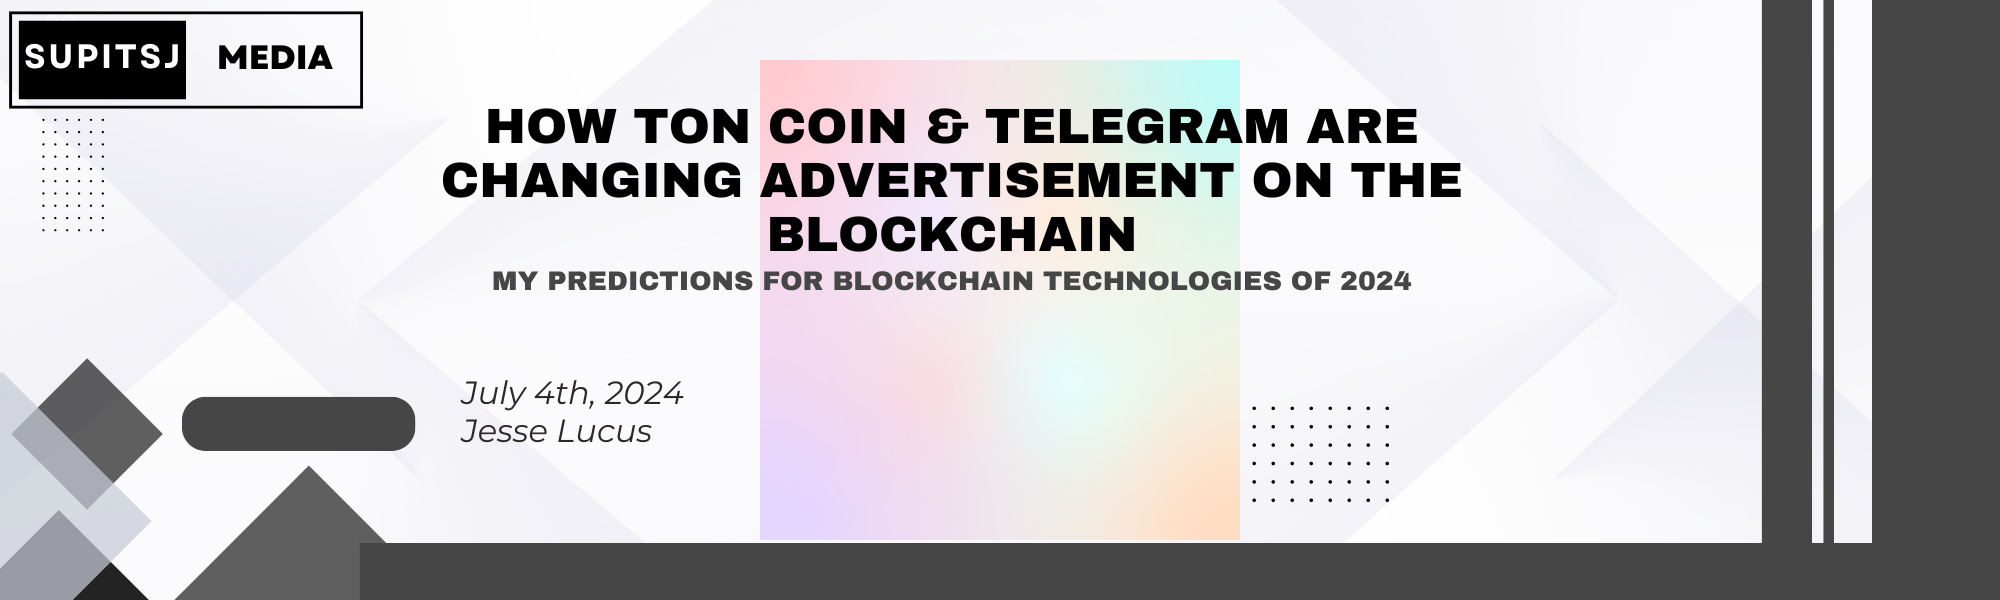 SUPITSJ MEDIA
HOW TON COIN & TELEGRAM ARE
CHANGING ADVERTISEMENT ON THE
BLOCKCHAIN
MY PREDICTIONS FOR BLOCKCHAIN TECHNOLOGIES OF 2024
July 4th, 2024
Jesse Lucus